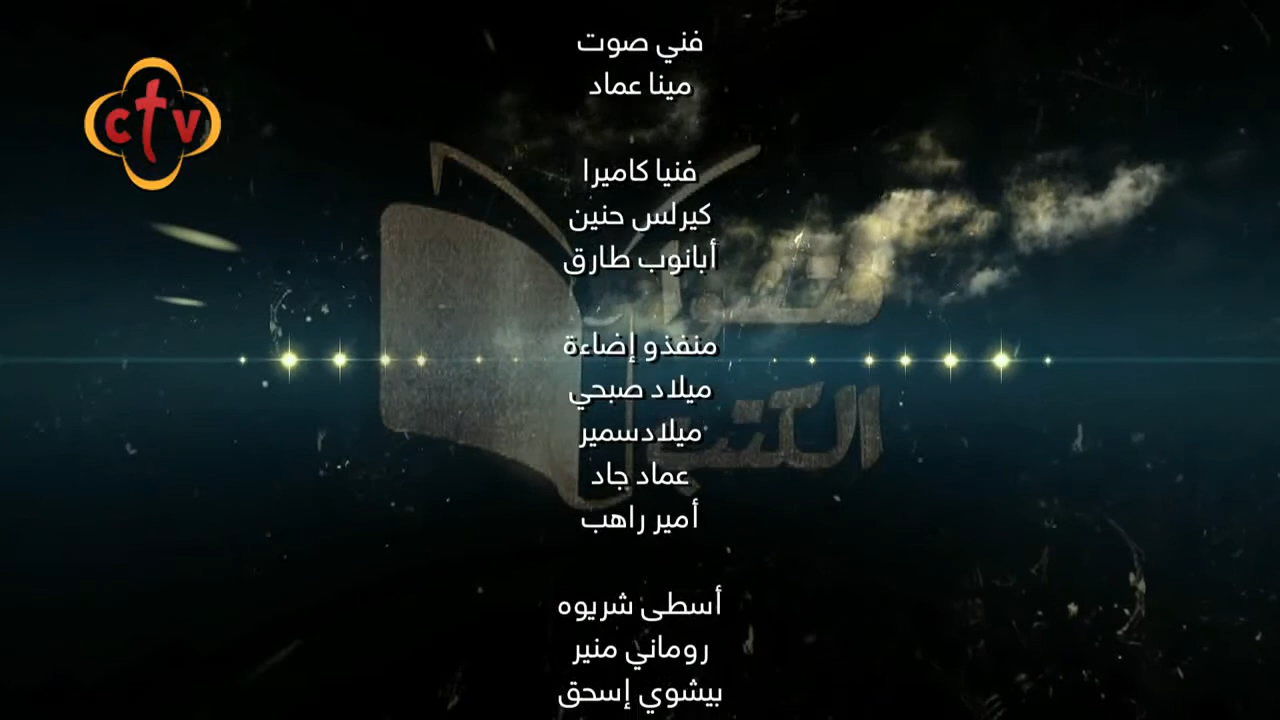 ctv
فني صوت
مينا عماد
فنيا كاميرا
كيرلس حنين
أبانوب طارق
منفذو إضاءة
ميلاد صبحي
ميلادسمير
عماد جاد
أمير راهب
أسطى شريوه
روماني منير
بيشوي إسحق
الكتب